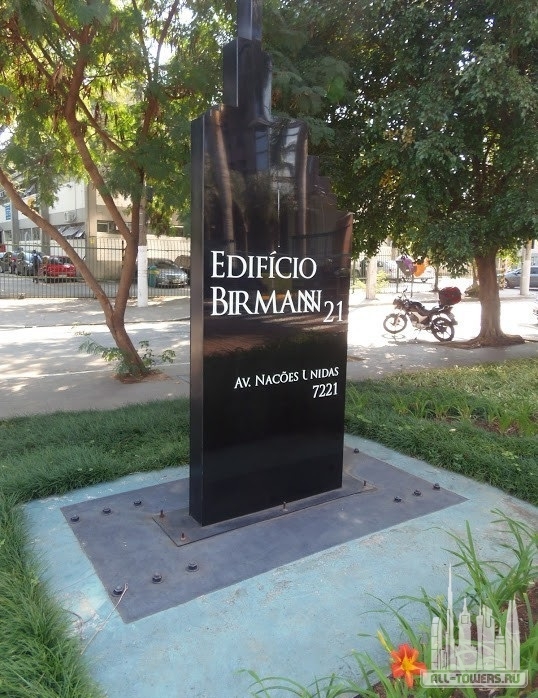 EDIFÍCIO
BIRMANN 21
AV. NACÕES UNIDAS
7221
ALL-TOWERS.RU